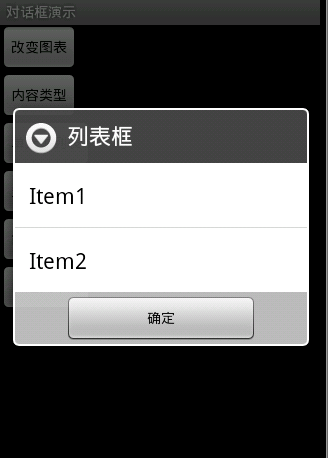 对话框演示
改变图表
内容类型
列表框
Item1
Item2
确定